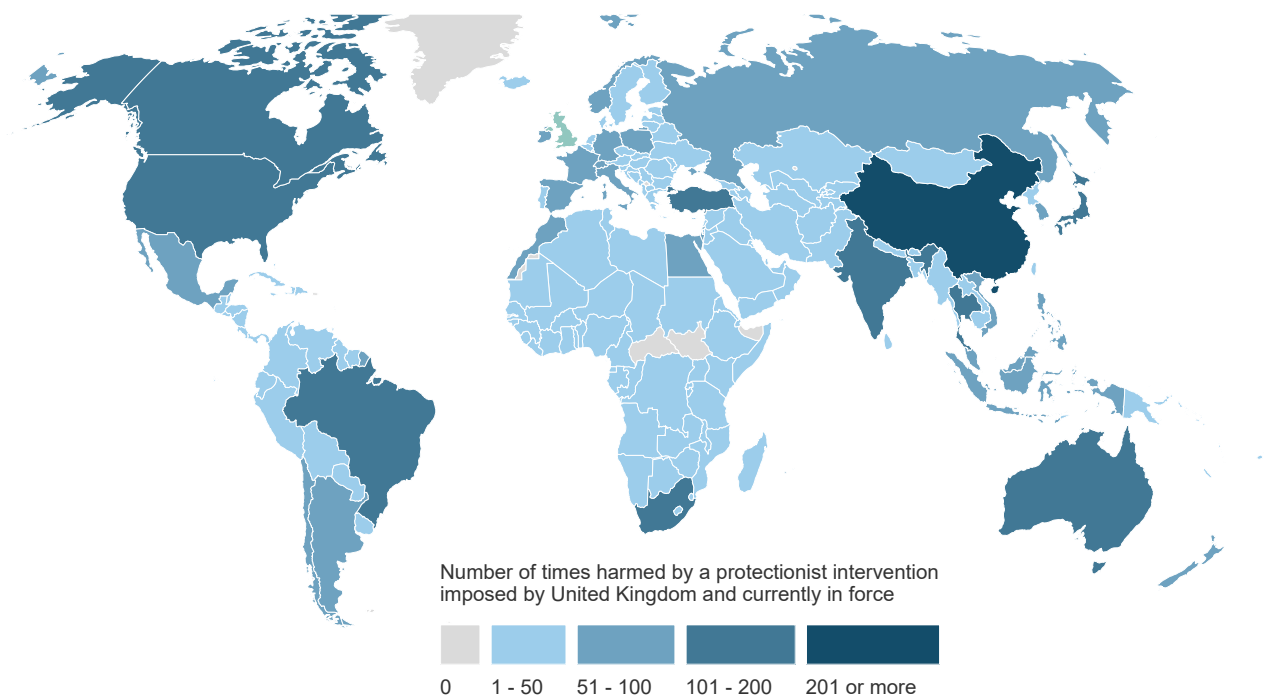 Number of times harmed by a protectionist intervention
imposed by United Kingdom and currently in force
0 1 - 50 51 - 100 101 - 200 201 or more